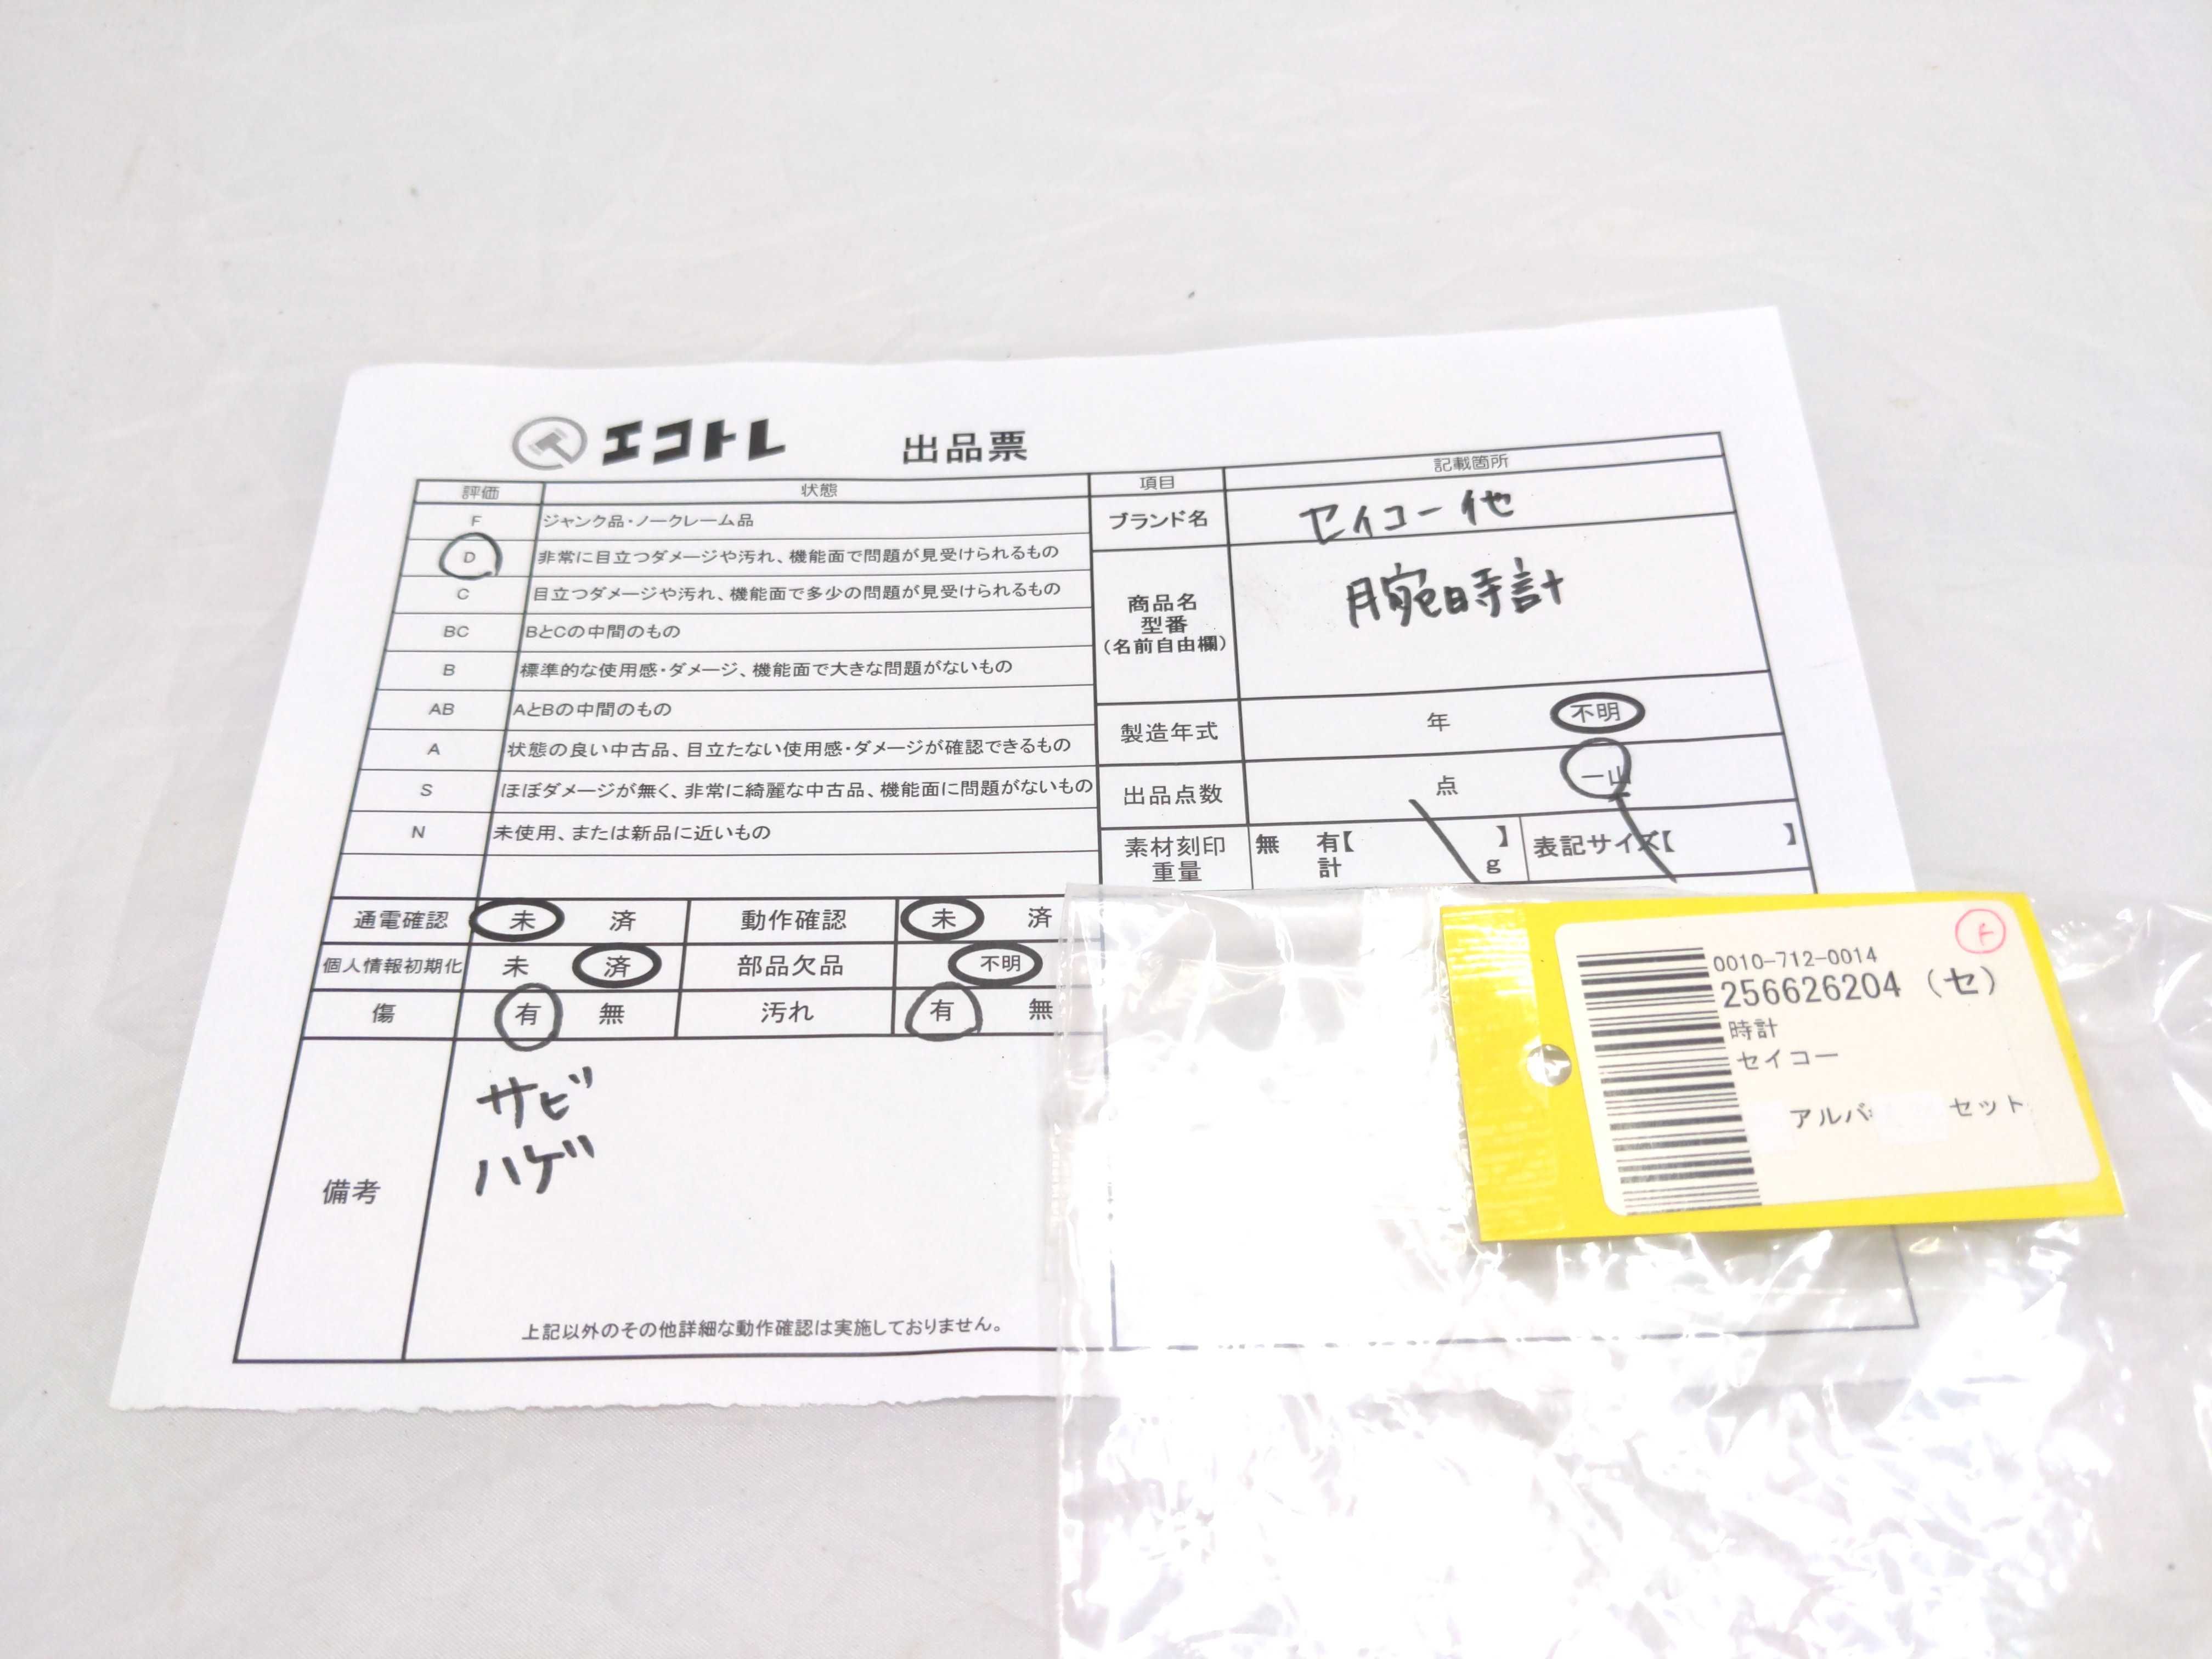 エコトレ 出品票
評価 状態
F ジャンク品・ノークレーム品
D 非常に目立つダメージや汚れ、機能面で問題が見受けられるもの
C 目立つダメージや汚れ、機能面で多少の問題が見受けられるもの
BC BとCの中間のもの
B 標準的な使用感・ダメージ、機能面で大きな問題がないもの
AB AとBの中間のもの
A 状態の良い中古品、目立たない使用感・ダメージが確認できるもの
S ほぼダメージが無く、非常に綺麗な中古品、機能面に問題がないもの
N 未使用、または新品に近いもの
項目 記載箇所
ブランド名 セイコー他
商品名
型番
(名前自由欄)
腕時計
製造年式 年 不明
出品点数 点 一山
素材刻印 無 有【 】 表記サイズ【 】
重量 計 g
通電確認 未 済 動作確認 未 済
個人情報初期化 未 済 部品欠品 不明
傷 有 無 汚れ 有 無
備考
サビ
ハゲ
上記以外のその他詳細な動作確認は実施しておりません。
0010-712-0014
256626204 (セ)
時計
セイコー
アルバ セット